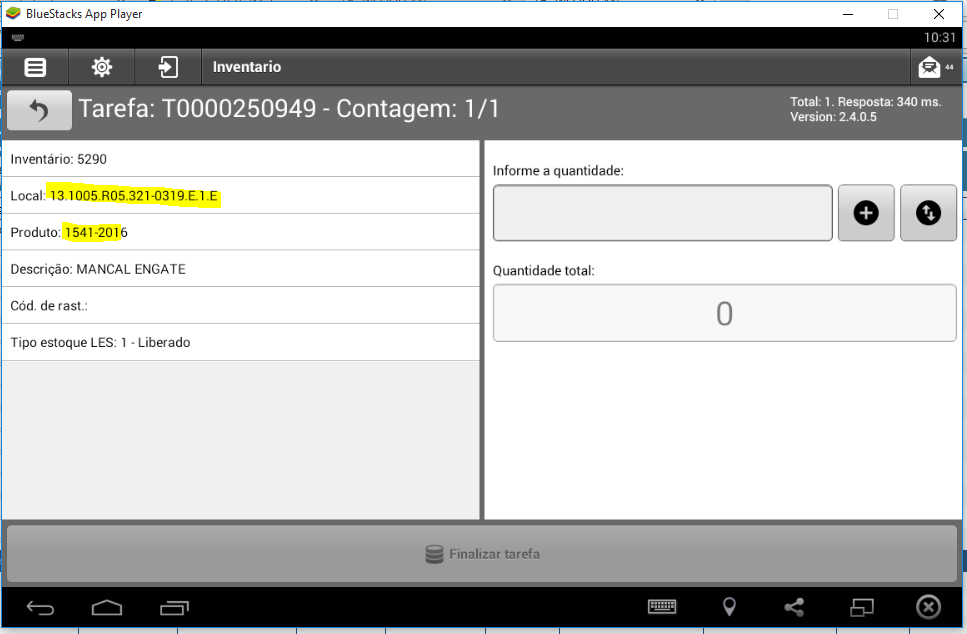 BlueStacks App Player
10:31
Inventario
44
Tarefa: T0000250949 - Contagem: 1/1
Total: 1. Resposta: 340 ms.
Version: 2.4.0.5
Inventário: 5290
Local: 13.1005.R05.321-0319.E.1.E
Produto: 1541-2016
Descrição: MANCAL ENGATE
Cód. de rast.:
Tipo estoque LES: 1 - Liberado
Informe a quantidade:
Quantidade total:
0
Finalizar tarefa